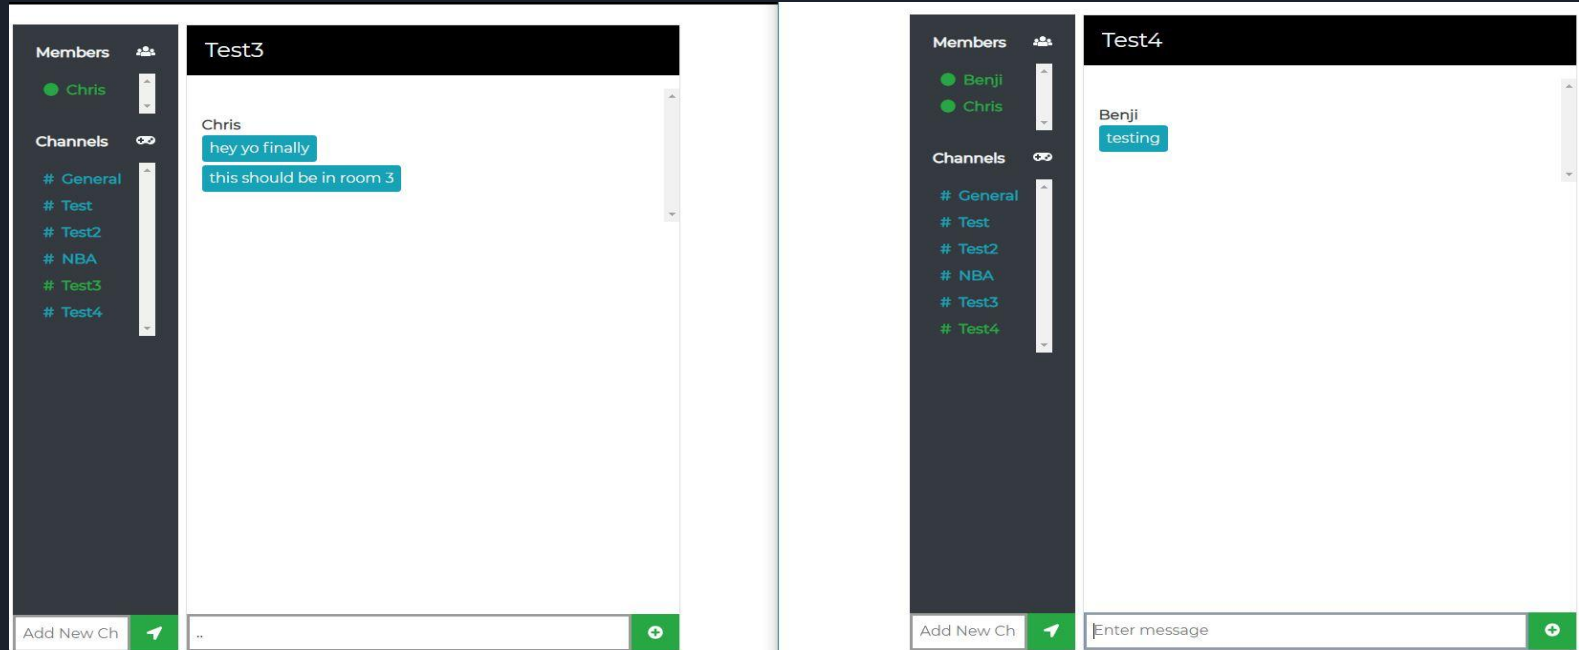 Members
Chris
Channels
# General
# Test
# Test2
# NBA
# Test3
# Test4
Add New Ch
Test3
Chris
hey yo finally
this should be in room 3
..
Members
Benji
Chris
Channels
# General
# Test
# Test2
# NBA
# Test3
# Test4
Add New Ch
Test4
Benji
testing
Enter message